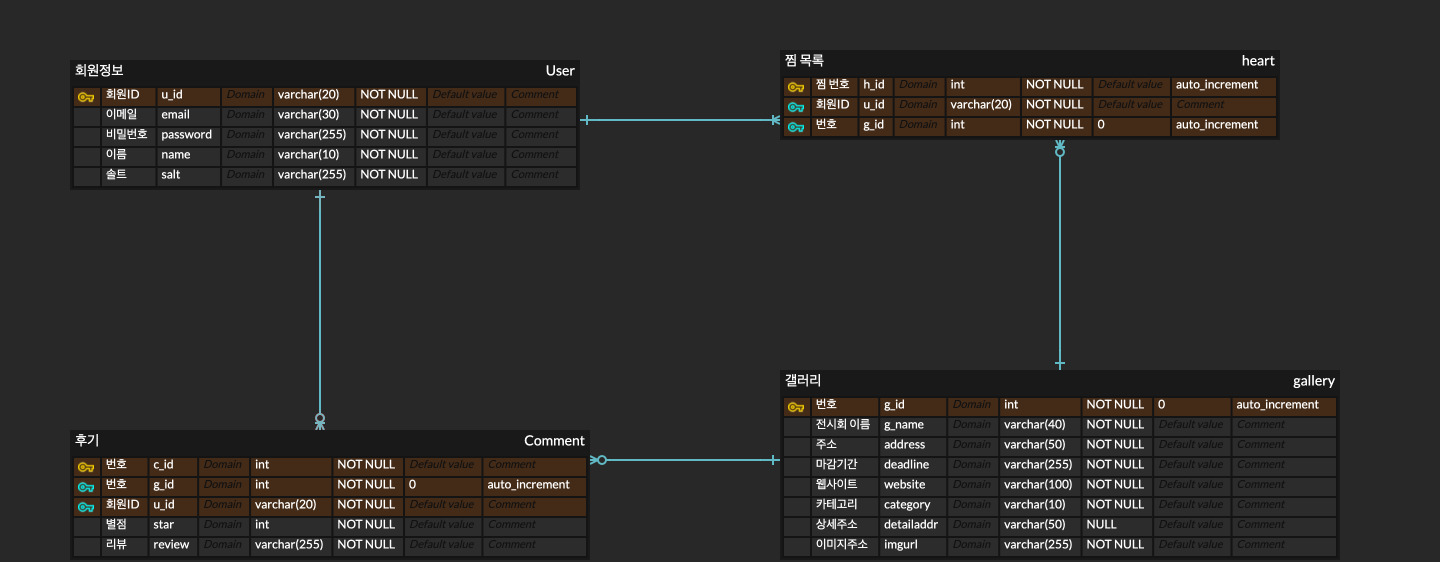 회원정보 User
회원ID u_id Domain varchar(20) NOT NULL Default value Comment
이메일 email Domain varchar(30) NOT NULL Default value Comment
비밀번호 password Domain varchar(255) NOT NULL Default value Comment
이름 name Domain varchar(10) NOT NULL Default value Comment
솔트 salt Domain varchar(255) NOT NULL Default value Comment
찜 목록 heart
찜 번호 h_id Domain int NOT NULL Default value auto_increment
회원ID u_id Domain varchar(20) NOT NULL Default value Comment
번호 g_id Domain int NOT NULL 0 auto_increment
후기 Comment
번호 c_id Domain int NOT NULL Default value Comment
번호 g_id Domain int NOT NULL 0 auto_increment
회원ID u_id Domain varchar(20) NOT NULL Default value Comment
별점 star Domain int NOT NULL Default value Comment
리뷰 review Domain varchar(255) NOT NULL Default value Comment
갤러리 gallery
번호 g_id Domain int NOT NULL 0 auto_increment
전시회 이름 g_name Domain varchar(40) NOT NULL Default value Comment
주소 address Domain varchar(50) NOT NULL Default value Comment
마감기간 deadline Domain varchar(255) NOT NULL Default value Comment
웹사이트 website Domain varchar(100) NOT NULL Default value Comment
카테고리 category Domain varchar(10) NOT NULL Default value Comment
상세주소 detailaddr Domain varchar(50) NULL Default value Comment
이미지주소 imgurl Domain varchar(255) NOT NULL Default value Comment